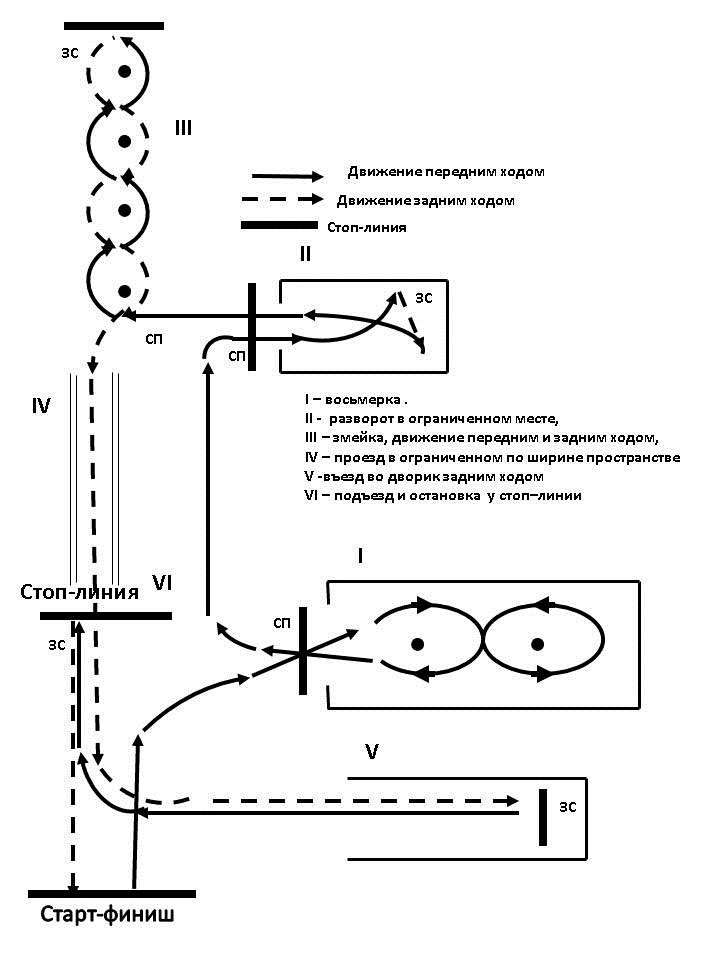 зс
III
Движение передним ходом
Движение задним ходом
Стоп-линия
II
зс
сп
сп
IV
I – восьмерка .
II - разворот в ограниченном месте,
III – змейка, движение передним и задним ходом,
IV – проезд в ограниченном по ширине пространстве
V -въезд во дворик задним ходом
VI – подъезд и остановка у стоп–линии
I
VI
Стоп-линия
сп
зс
V
зс
Старт-финиш